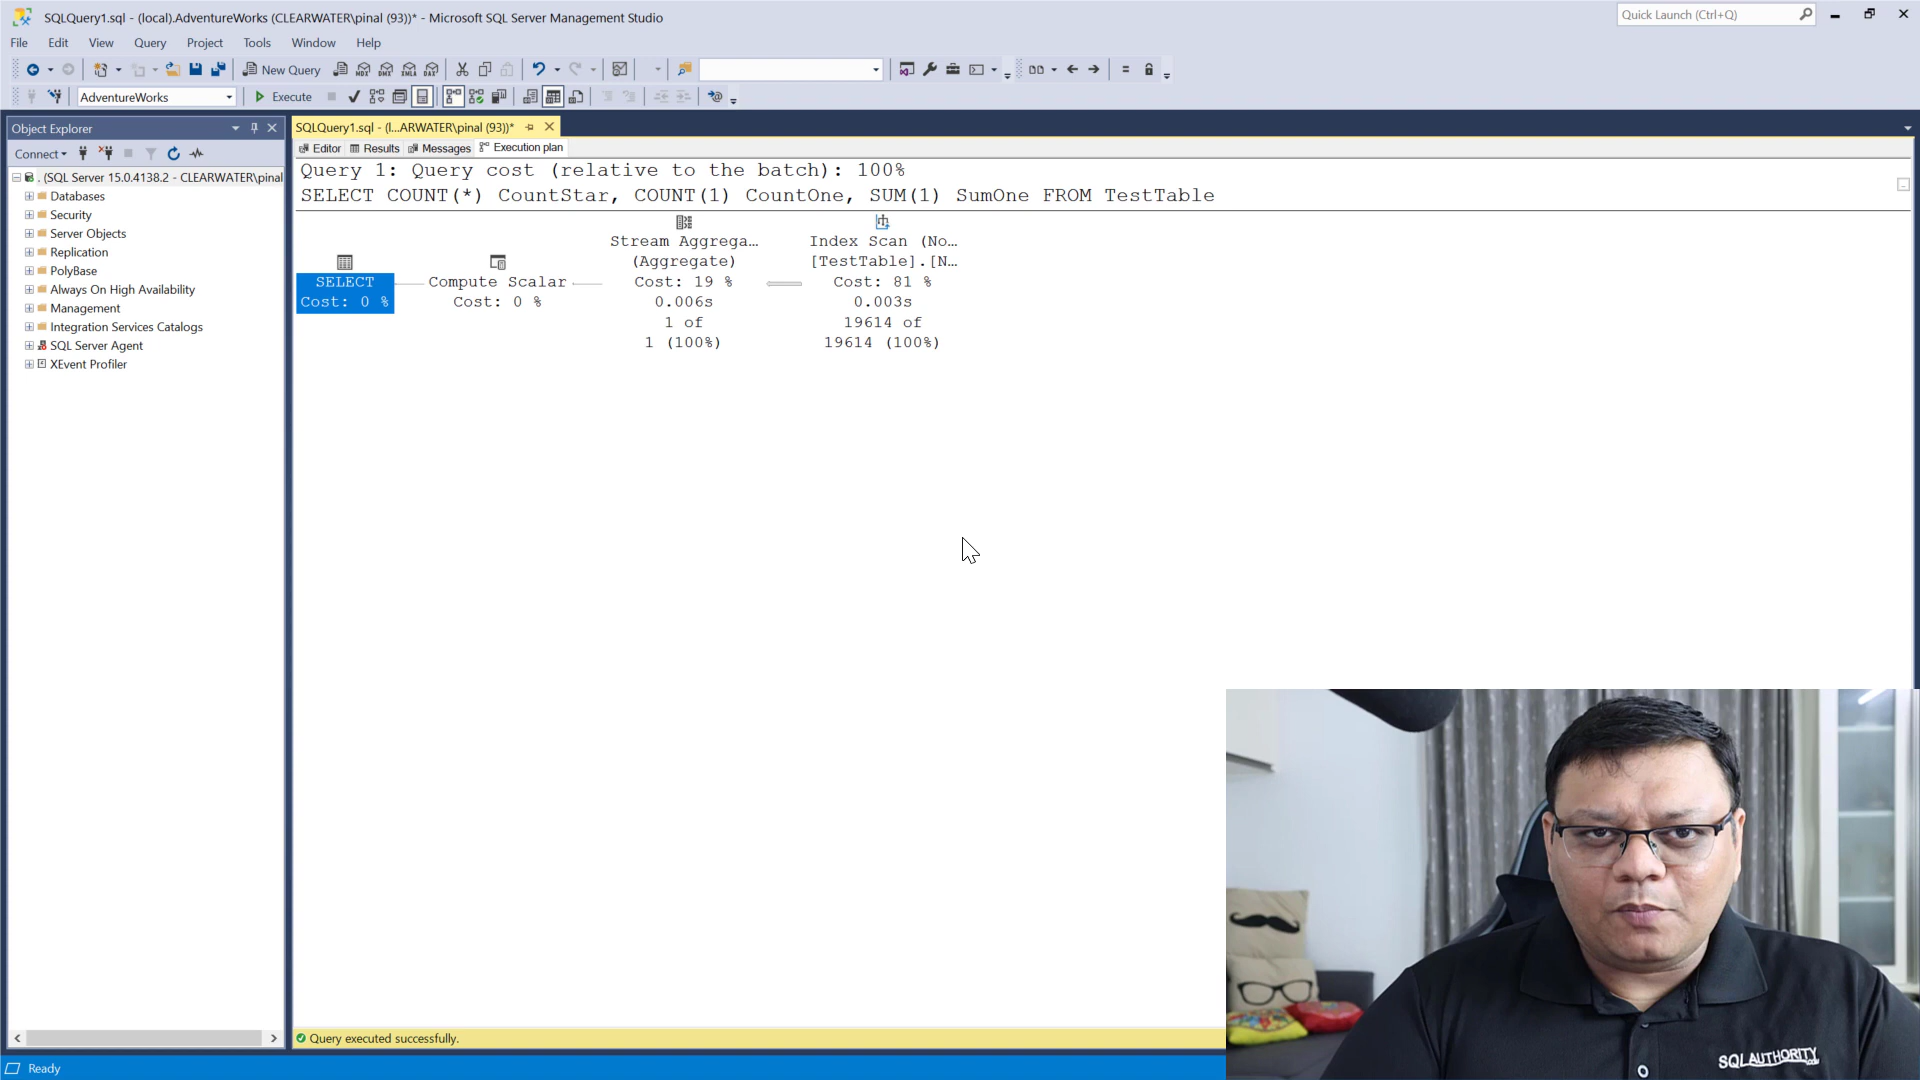 SQLQuery1.sql - (local).AdventureWorks (CLEARWATER\pinal (93))* - Microsoft SQL Server Management Studio
Quick Launch (Ctrl+Q)
File Edit View Query Project Tools Window Help
New Query
AdventureWorks
Execute
Object Explorer
SQLQuery1.sql - (l...ARWATER\pinal (93))*
Connect
Editor Results Messages Execution plan
. (SQL Server 15.0.4138.2 - CLEARWATER\pinal
Databases
Security
Server Objects
Replication
PolyBase
Always On High Availability
Management
Integration Services Catalogs
SQL Server Agent
XEvent Profiler
Query 1: Query cost (relative to the batch): 100%
SELECT COUNT(*) CountStar, COUNT(1) CountOne, SUM(1) SumOne FROM TestTable
SELECT
Cost: 0 %
Compute Scalar
Cost: 0 %
Stream Aggrega...
(Aggregate)
Cost: 19 %
0.006s
1 of
1 (100%)
Index Scan (No...
[TestTable].[N...
Cost: 81 %
0.003s
19614 of
19614 (100%)
Query executed successfully.
Ready
SQLAUTHORITY